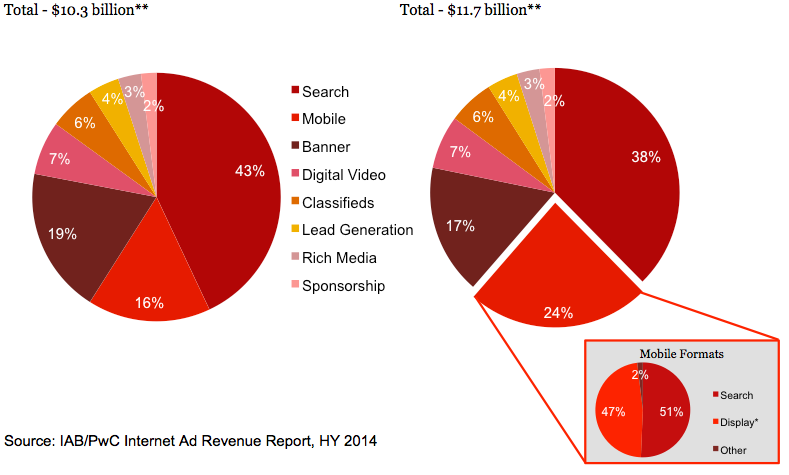 Total - $10.3 billion**
Total - $11.7 billion**
3%
2%
4%
6%
7%
43%
19%
16%
Search
Mobile
Banner
Digital Video
Classifieds
Lead Generation
Rich Media
Sponsorship
3%
2%
4%
6%
7%
38%
17%
24%
Mobile Formats
2%
47%
51%
Search
Display*
Other
Source: IAB/PwC Internet Ad Revenue Report, HY 2014